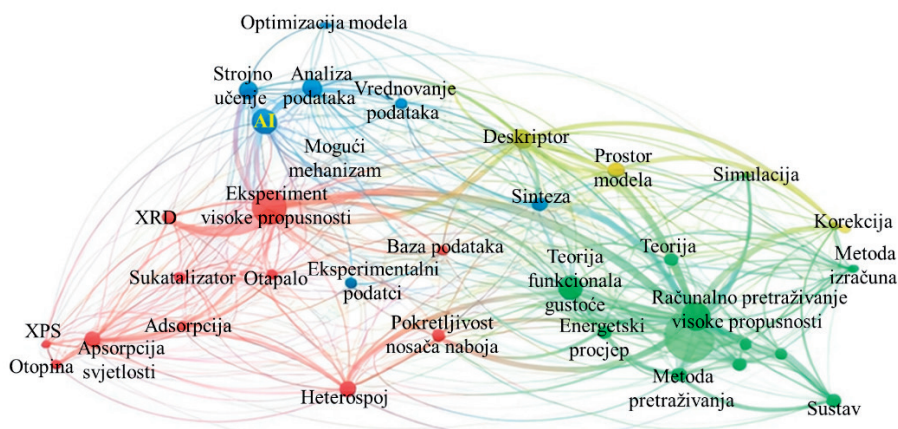 Optimizacija modela
Strojno
učenje
Analiza
podataka
Vrednovanje
podataka
AI
Deskriptor
Mogući
mehanizam
Prostor
modela
Simulacija
Eksperiment
visoke propusnosti
Sinteza
XRD
Korekcija
Baza podataka
Teorija
Metoda
izračuna
Sukatalizator
Otapalo
Eksperimentalni
podatci
Teorija
funkcionala
gustoće
Računalno pretraživanje
visoke propusnosti
XPS
Adsorpcija
Pokretljivost
nosača naboja
Energetski
procjep
Otopina
Apsorpcija
svjetlosti
Heterospoj
Metoda
pretraživanja
Sustav